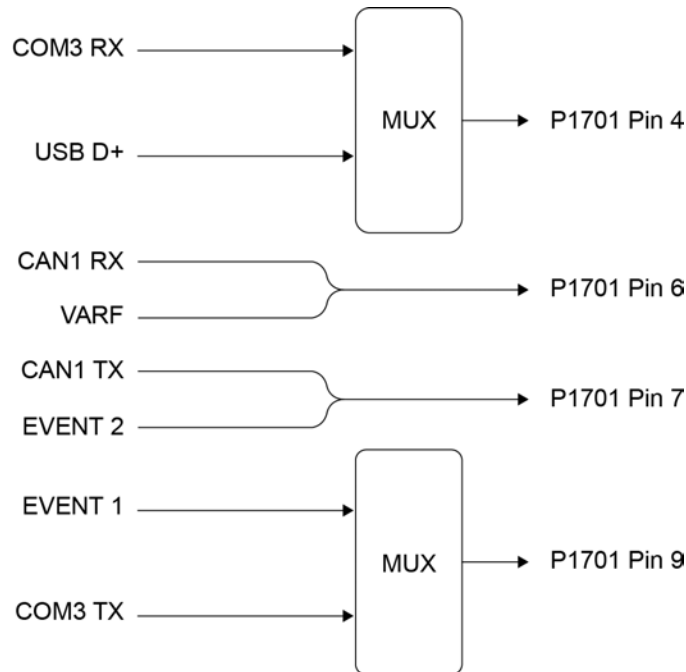 COM3 RX
MUX
P1701 Pin 4
USB D+
CAN1 RX
P1701 Pin 6
VARF
CAN1 TX
P1701 Pin 7
EVENT 2
EVENT 1
MUX
P1701 Pin 9
COM3 TX